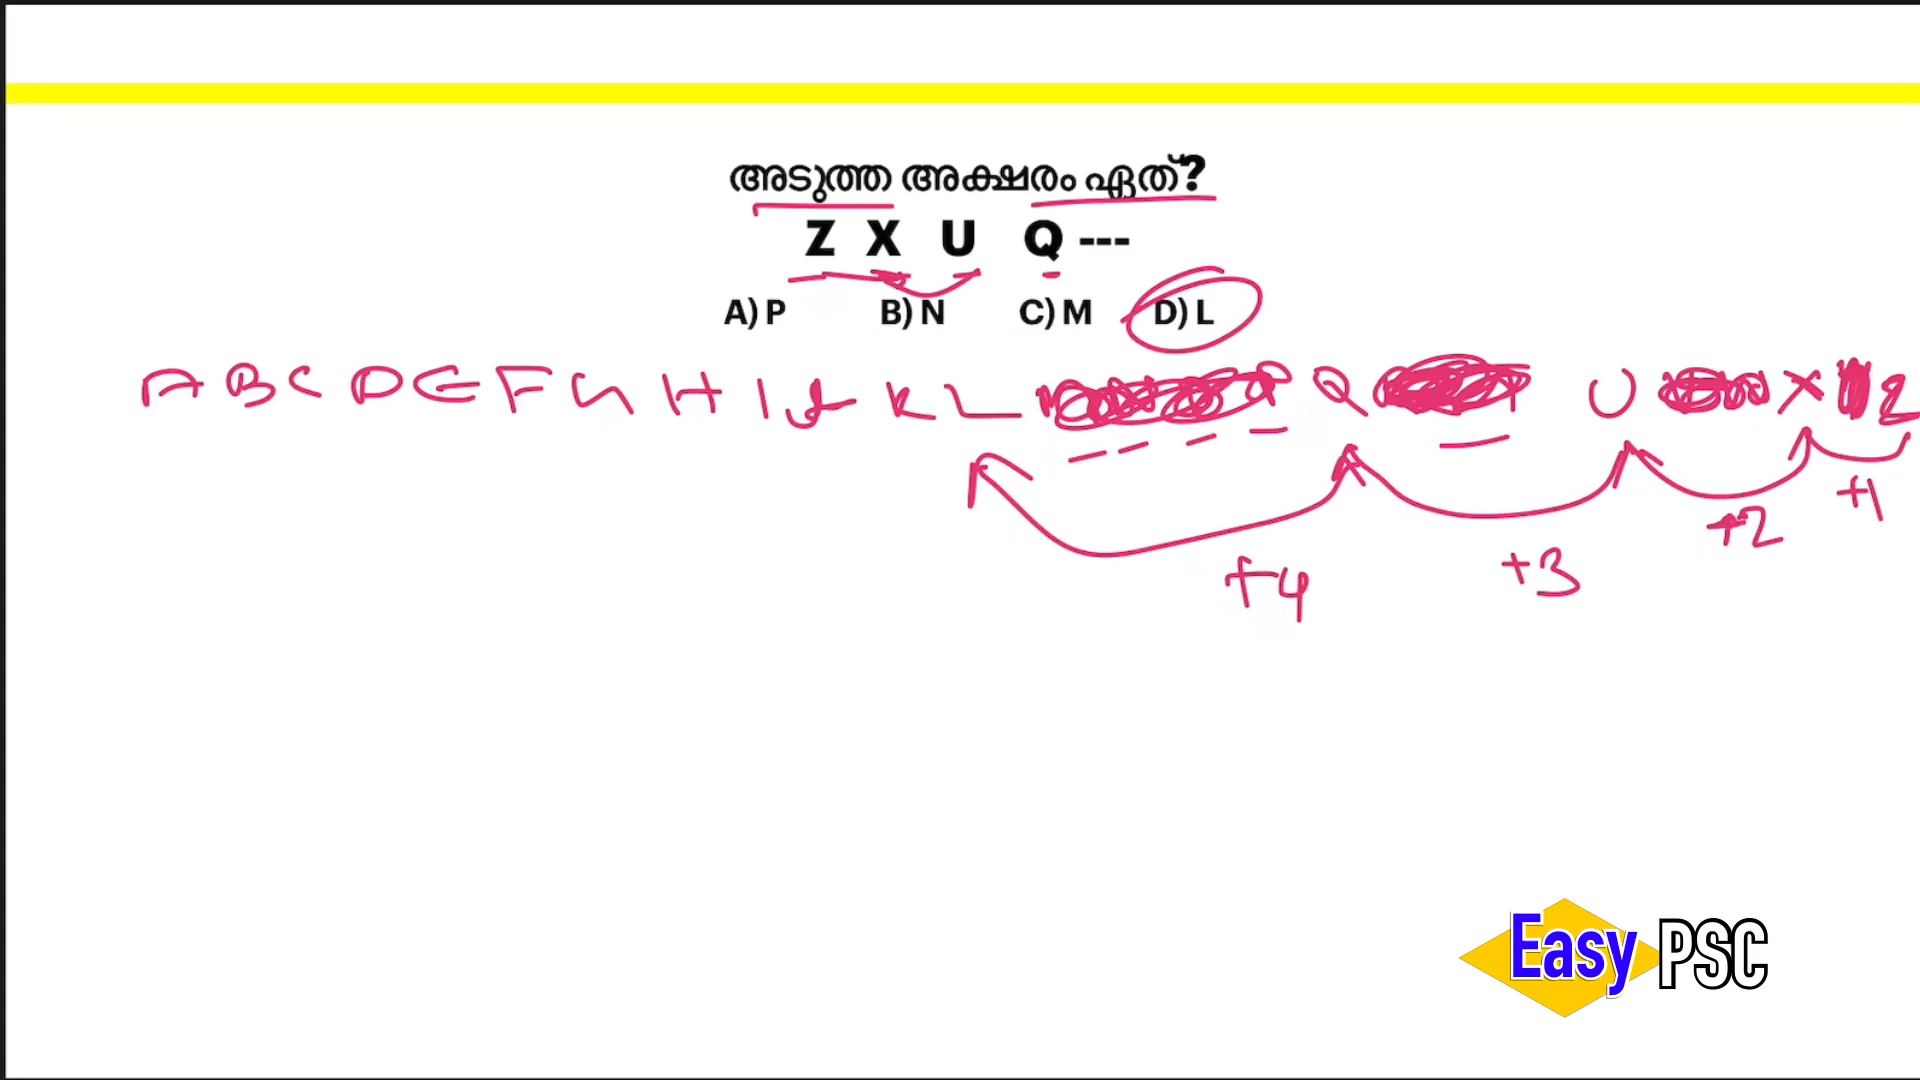 അടുത്ത അക്ഷരം ഏത്?
Z X U Q ---
A) P B) N C) M D) L
A B C D E F G H I J K L Q U X Z
+4 +3 +2 +1
Easy PSC